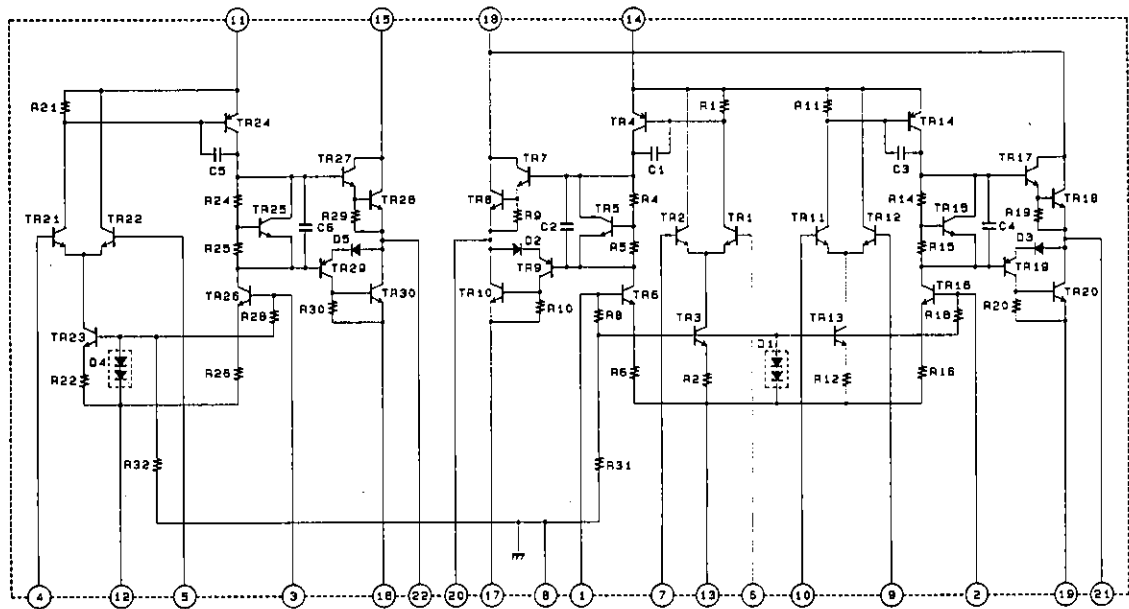 11 15 18 14
R21 TR24 R1 R11
TR4 TR14
C5 TR27 TR7 C1 C3 TR17
R24 TR28 TR8 R4 R14 TR18
TR21 TR22 TR25 R29 R9 TR5 TR2 TR1 TR11 TR12 TR15 R19
C6 C2 C4
R25 D5 D2 R5 R15 D3
TR29 TR9 TR19
TR26 TR30 TR10 TR6 TR16 TR20
R28 R30 R10 R8 R18 R20
TR23 TR3 TR13
D4 D1
R22 R26 R6 R2 R12 R16
R32 R31
4 12 5 3 16 22 20 17 8 1 7 13 6 10 9 2 19 21